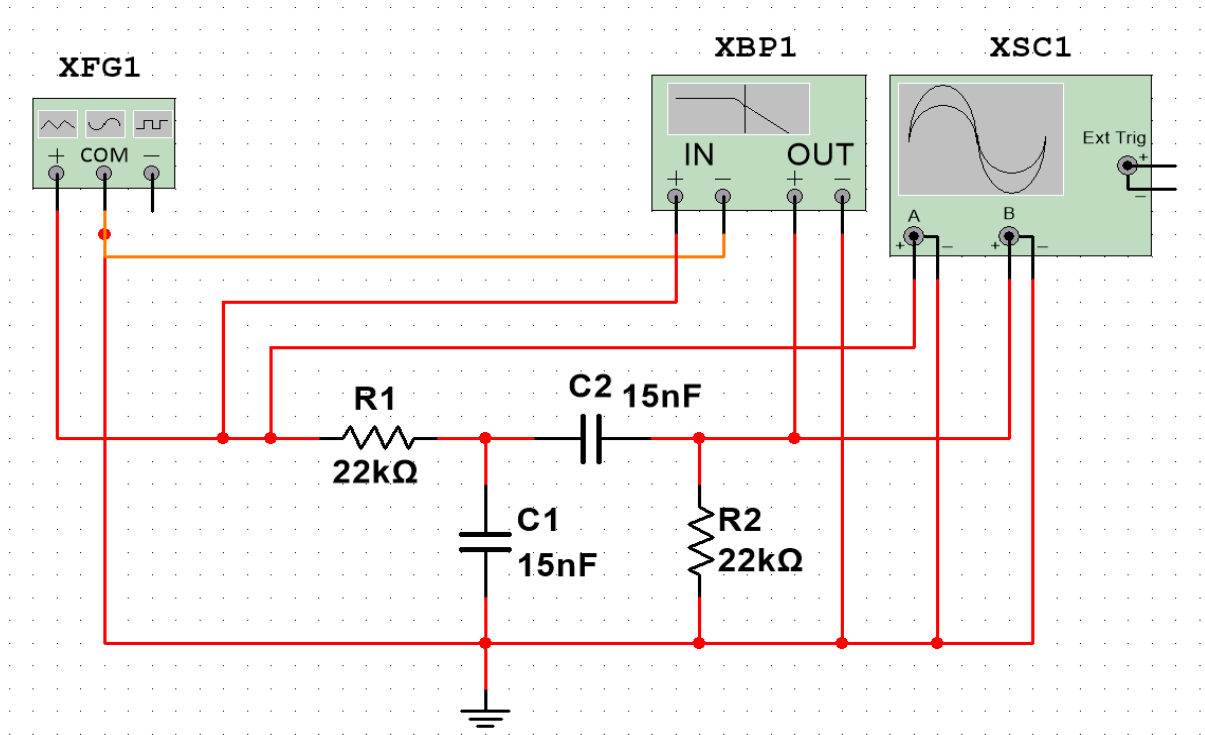 XFG1
+ COM −
XBP1
IN OUT
+ − + −
XSC1
Ext Trig
+
−
A B
+ − + −
R1
22kΩ
C2 15nF
C1
15nF
R2
22kΩ